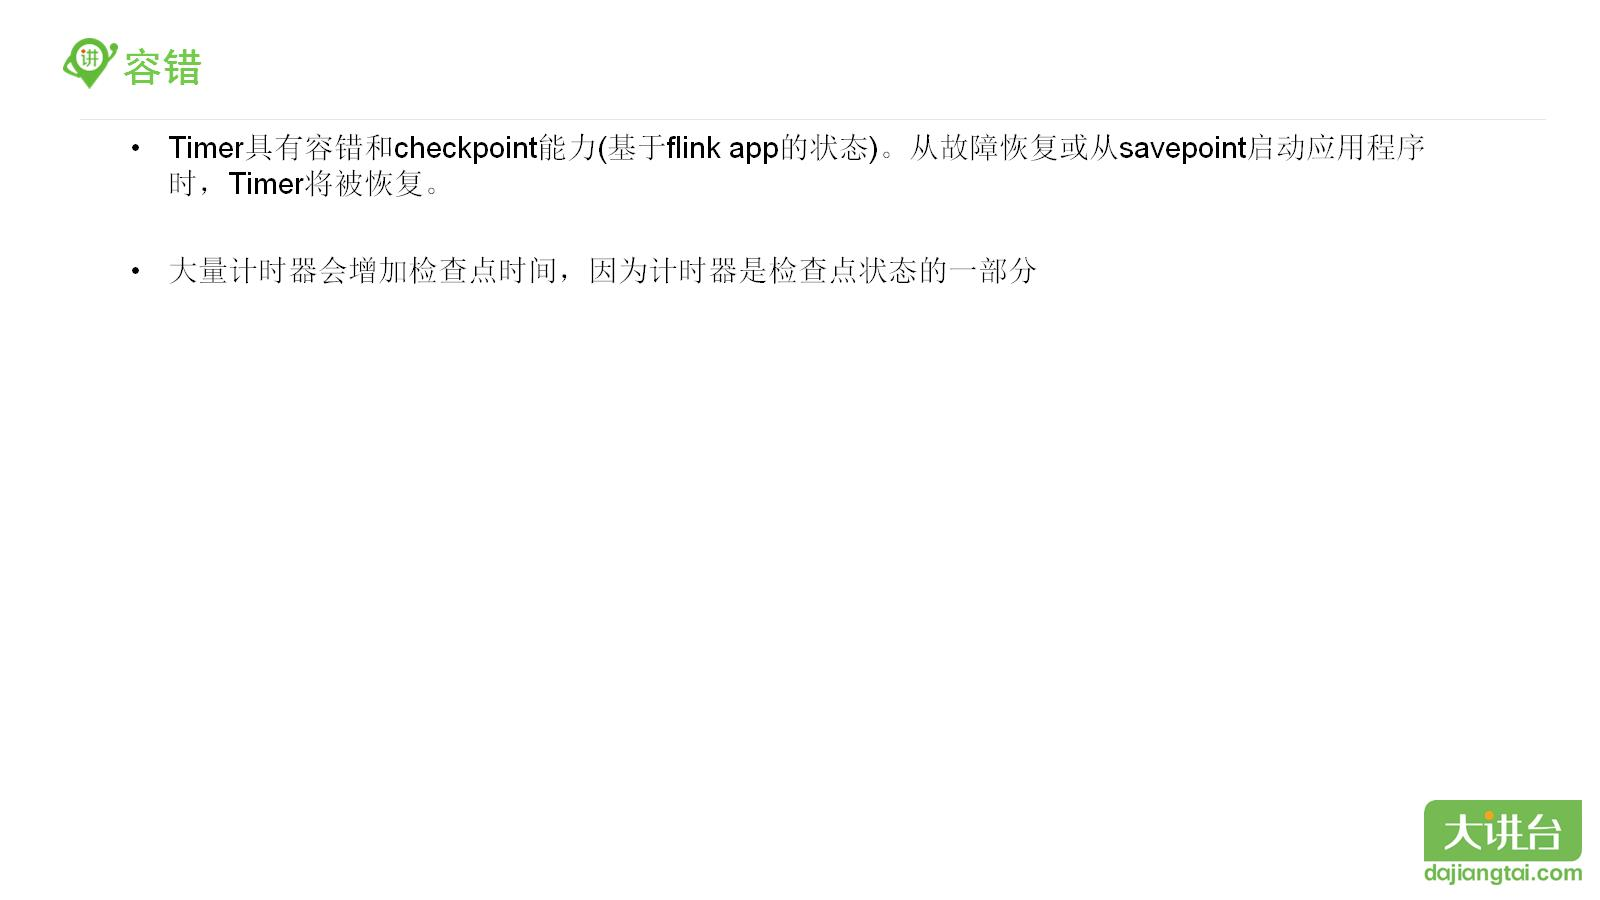 讲
容错
• Timer具有容错和checkpoint能力(基于flink app的状态)。从故障恢复或从savepoint启动应用程序
时，Timer将被恢复。
• 大量计时器会增加检查点时间，因为计时器是检查点状态的一部分
大讲台
dajiangtai.com